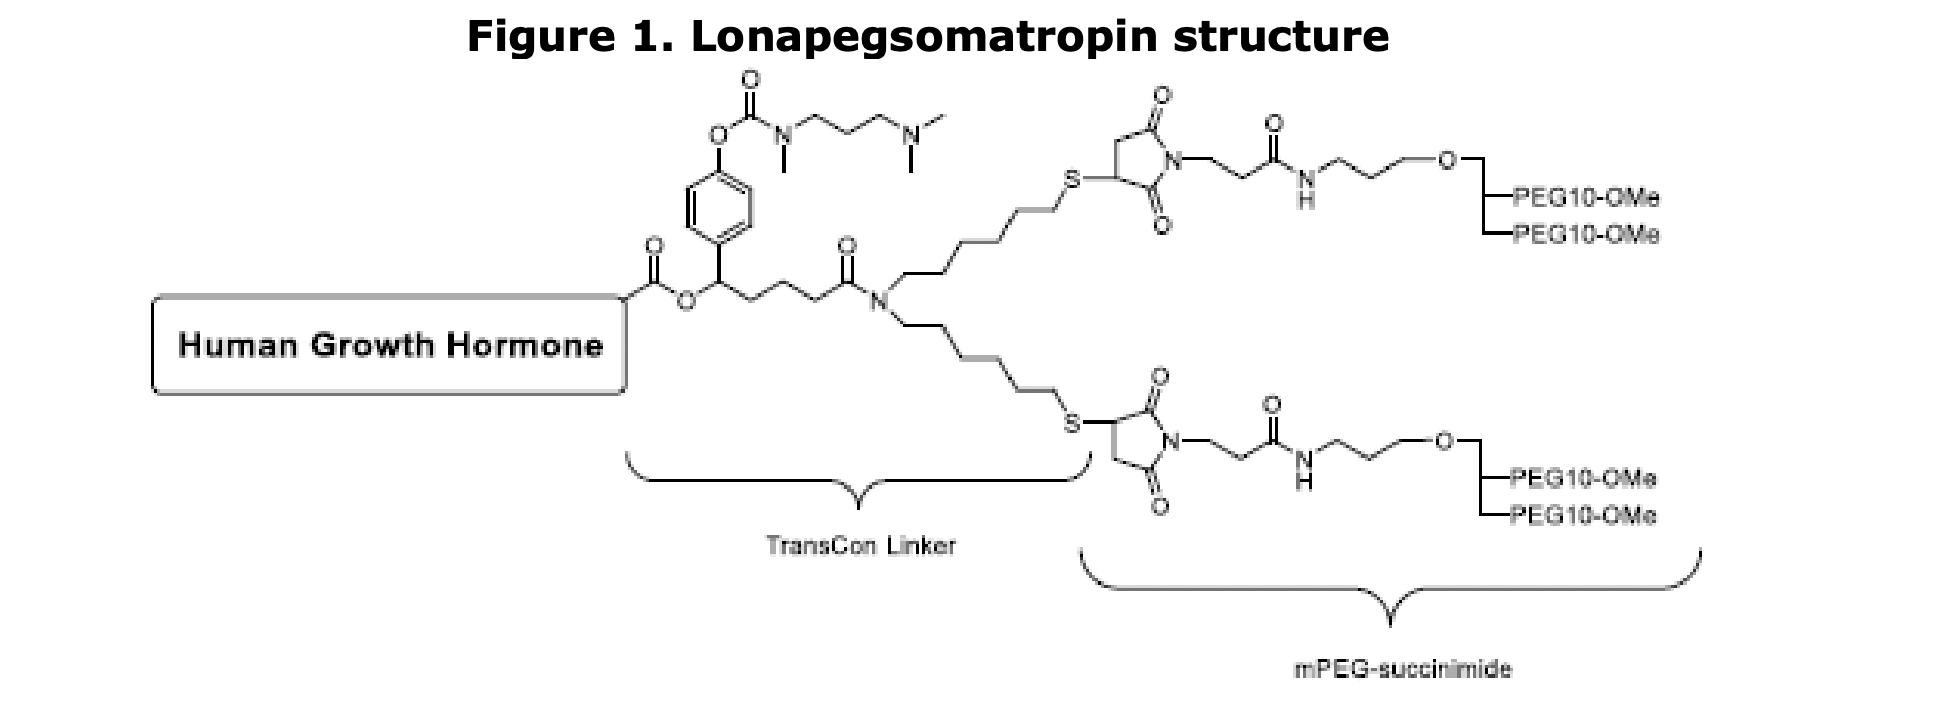 Figure 1. Lonapegsomatropin structure
O
O
N
N
O
O
N
S
O
N
O
O
N
H
O
PEG10-OMe
PEG10-OMe
O
O
Human Growth Hormone
S
O
N
O
O
N
H
O
PEG10-OMe
PEG10-OMe
TransCon Linker
mPEG-succinimide